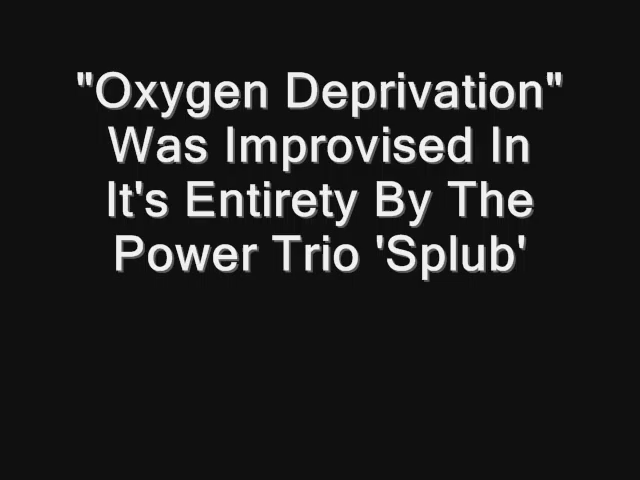 "Oxygen Deprivation"
Was Improvised In
It's Entirety By The
Power Trio 'Splub'